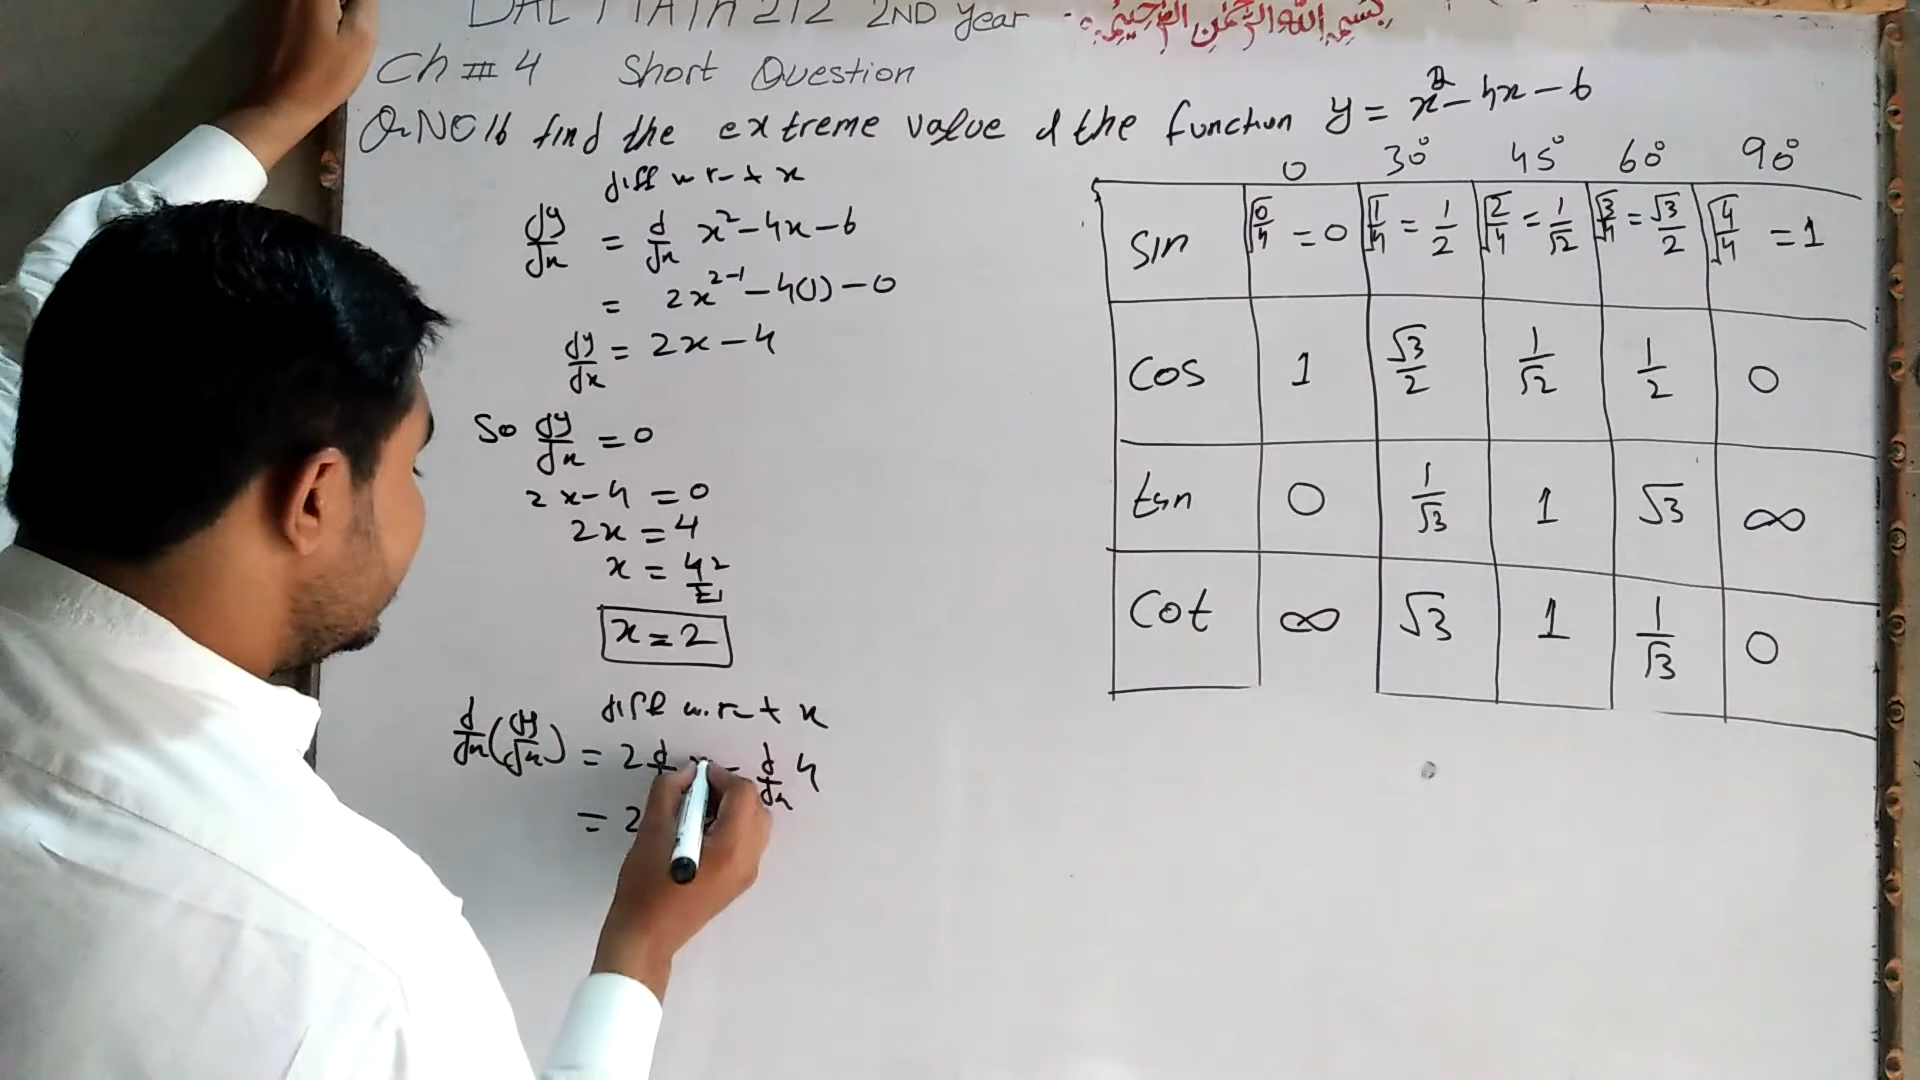 DAE MATH 212 2ND year
بسم الله الرحمن الرحيم
Ch # 4 Short Question
Q.NO 16 find the extreme value of the function y = x² - 4x - 6
diff w.r.t x
dy/dx = d/dx x² - 4x - 6
= 2x²⁻¹ - 4(1) - 0
dy/dx = 2x - 4
So dy/dx = 0
2x - 4 = 0
2x = 4
x = 4/2 2 1
x = 2
diff w.r.t x
d/dx (dy/dx) = 2 d/dx x - d/dx 4
= 2
0 30° 45° 60° 90°
sin √0/4 = 0 √1/4 = 1/2 √2/4 = 1/√2 √3/4 = √3/2 √4/4 = 1
cos 1 √3/2 1/√2 1/2 0
tan 0 1/√3 1 √3 ∞
cot ∞ √3 1 1/√3 0